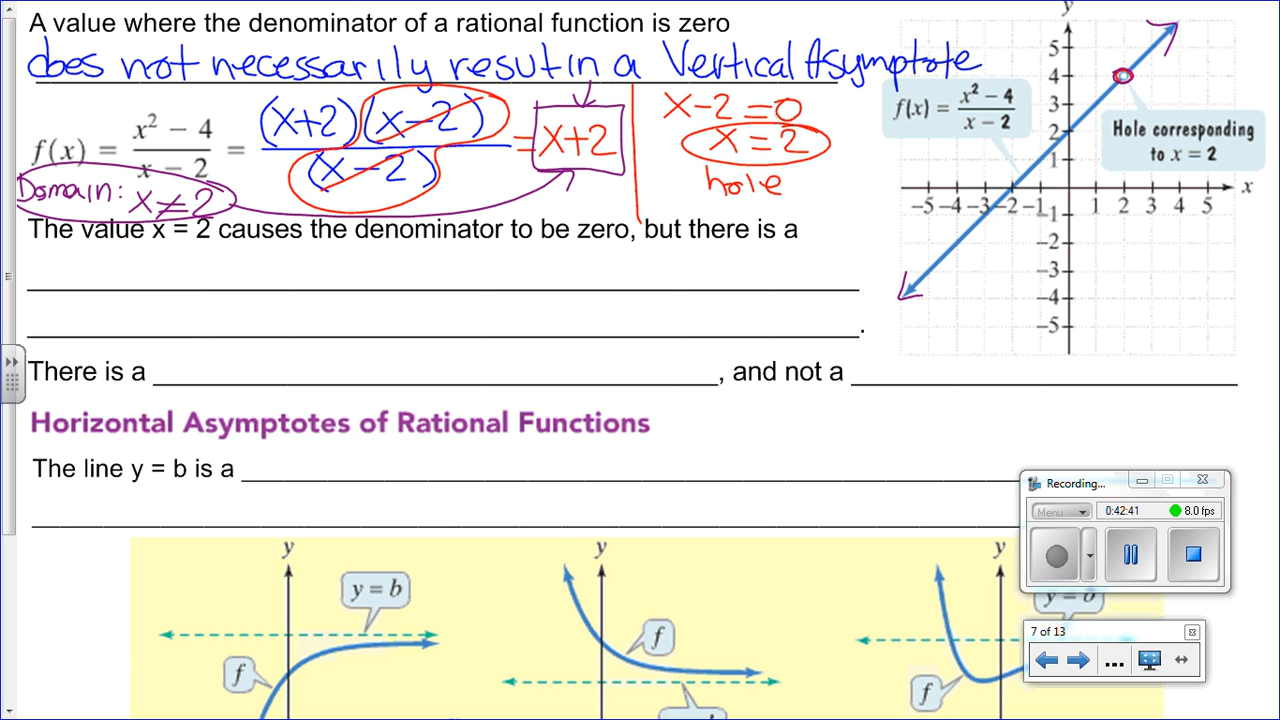 A value where the denominator of a rational function is zero
does not necessarily resut in a Vertical Asymptote
f(x) = x² − 4 / x − 2 = (x+2)(x−2) / (x−2) = x+2
Domain: x ≠ 2
x−2=0
x=2
hole
y
f(x) = x² − 4 / x − 2
Hole corresponding
to x = 2
x
5
4
3
2
1
-5 -4 -3 -2 -1 1 2 3 4 5
-1
-2
-3
-4
-5
The value x = 2 causes the denominator to be zero, but there is a
.
There is a , and not a
Horizontal Asymptotes of Rational Functions
The line y = b is a
Recording...
Menu 0:42:41 8.0 fps
7 of 13
...
y y y
y = b y = b
f f f